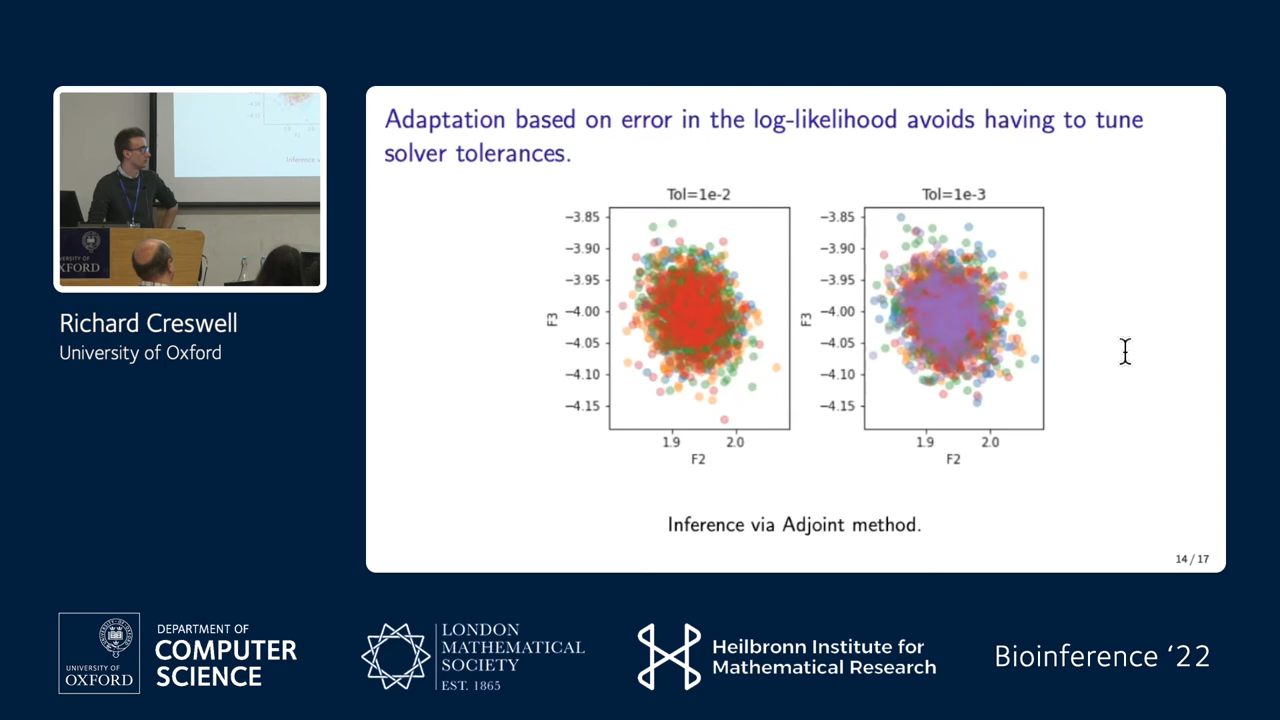 Adaptation based on error in the log-likelihood avoids having to tune
solver tolerances.
Tol=1e-2
−3.85
−3.90
−3.95
−4.00
−4.05
−4.10
−4.15
F3
1.9
2.0
F2
Tol=1e-3
−3.85
−3.90
−3.95
−4.00
−4.05
−4.10
−4.15
F3
1.9
2.0
F2
Inference via Adjoint method.
14 / 17
Richard Creswell
University of Oxford
UNIVERSITY OF
OXFORD
DEPARTMENT OF
COMPUTER
SCIENCE
LONDON
MATHEMATICAL
SOCIETY
EST. 1865
Heilbronn Institute for
Mathematical Research
Bioinference ‘22